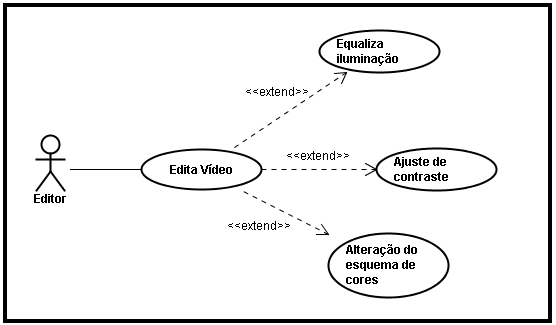 Equaliza
iluminação
<<extend>>
<<extend>>
Ajuste de
contraste
Edita Vídeo
Editor
<<extend>>
Alteração do
esquema de
cores